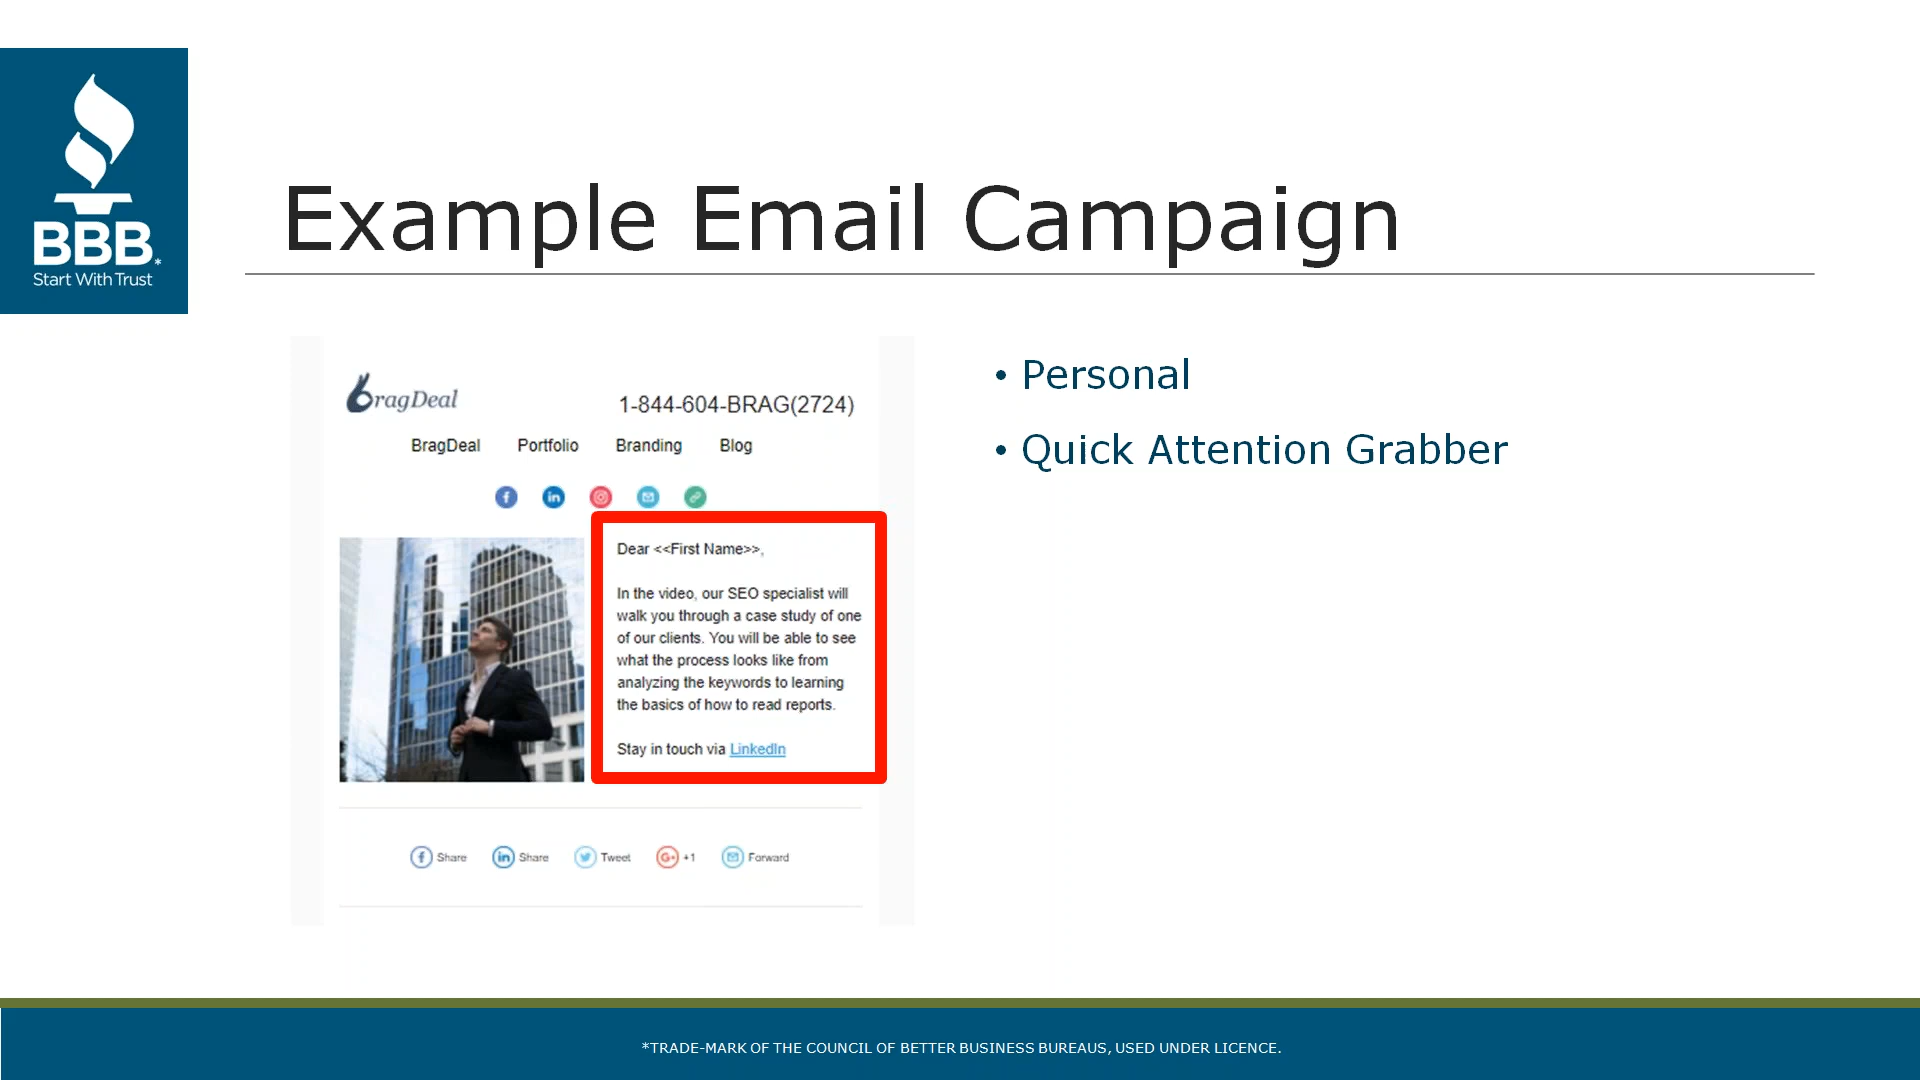 BBB.*
Start With Trust
Example Email Campaign
bragDeal
1-844-604-BRAG(2724)
BragDeal Portfolio Branding Blog
Dear <<First Name>>,
In the video, our SEO specialist will
walk you through a case study of one
of our clients. You will be able to see
what the process looks like from
analyzing the keywords to learning
the basics of how to read reports.
Stay in touch via LinkedIn
Share Share Tweet G+ +1 Forward
• Personal
• Quick Attention Grabber
*TRADE-MARK OF THE COUNCIL OF BETTER BUSINESS BUREAUS, USED UNDER LICENCE.